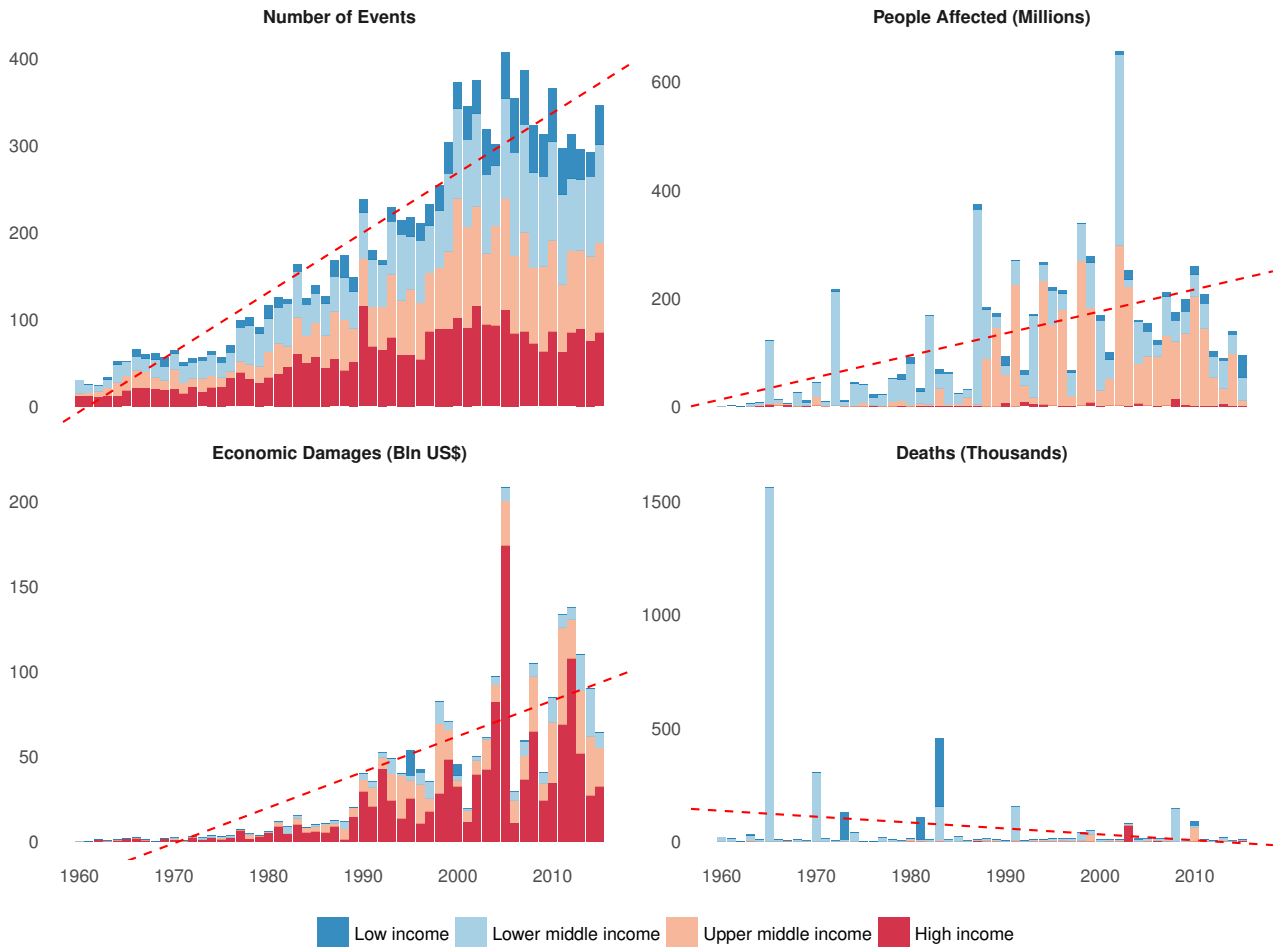 Number of Events
400
300
200
100
0
People Affected (Millions)
600
400
200
0
Economic Damages (Bln US$)
200
150
100
50
0
1960 1970 1980 1990 2000 2010
Deaths (Thousands)
1500
1000
500
0
1960 1970 1980 1990 2000 2010
Low income Lower middle income Upper middle income High income